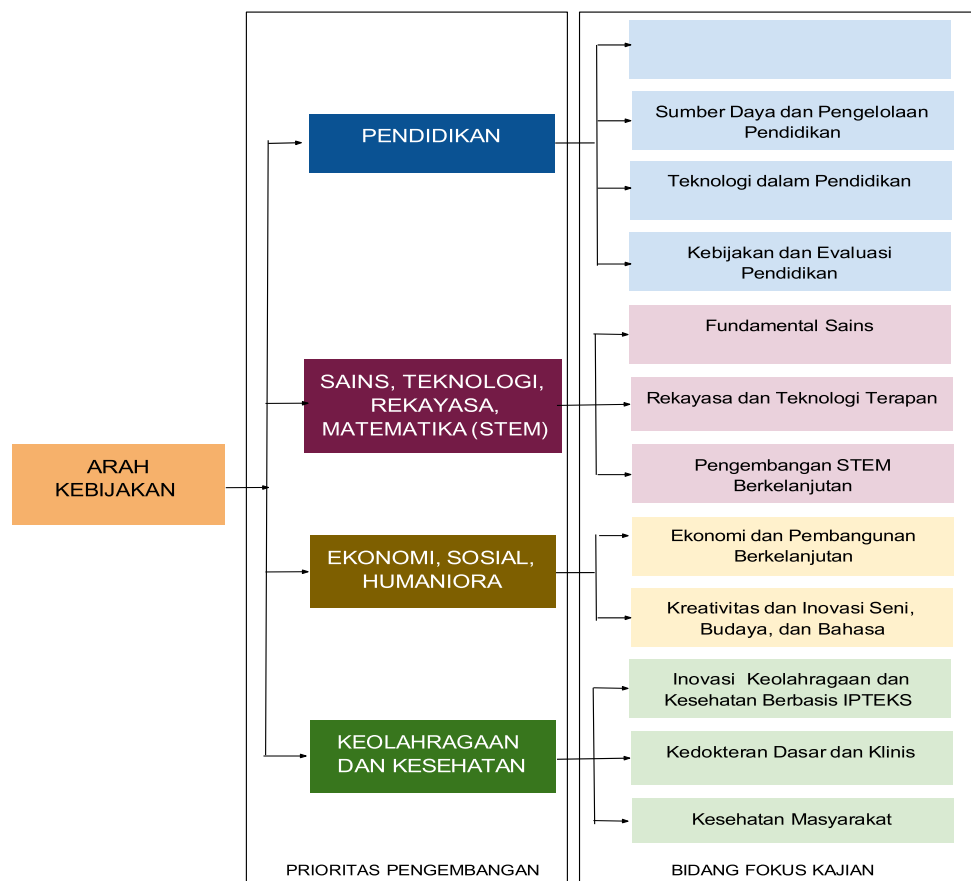 ARAH
KEBIJAKAN
PENDIDIKAN
SAINS, TEKNOLOGI,
REKAYASA,
MATEMATIKA (STEM)
EKONOMI, SOSIAL,
HUMANIORA
KEOLAHRAGAAN
DAN KESEHATAN
PRIORITAS PENGEMBANGAN
Sumber Daya dan Pengelolaan
Pendidikan
Teknologi dalam Pendidikan
Kebijakan dan Evaluasi
Pendidikan
Fundamental Sains
Rekayasa dan Teknologi Terapan
Pengembangan STEM
Berkelanjutan
Ekonomi dan Pembangunan
Berkelanjutan
Kreativitas dan Inovasi Seni,
Budaya, dan Bahasa
Inovasi Keolahragaan dan
Kesehatan Berbasis IPTEKS
Kedokteran Dasar dan Klinis
Kesehatan Masyarakat
BIDANG FOKUS KAJIAN